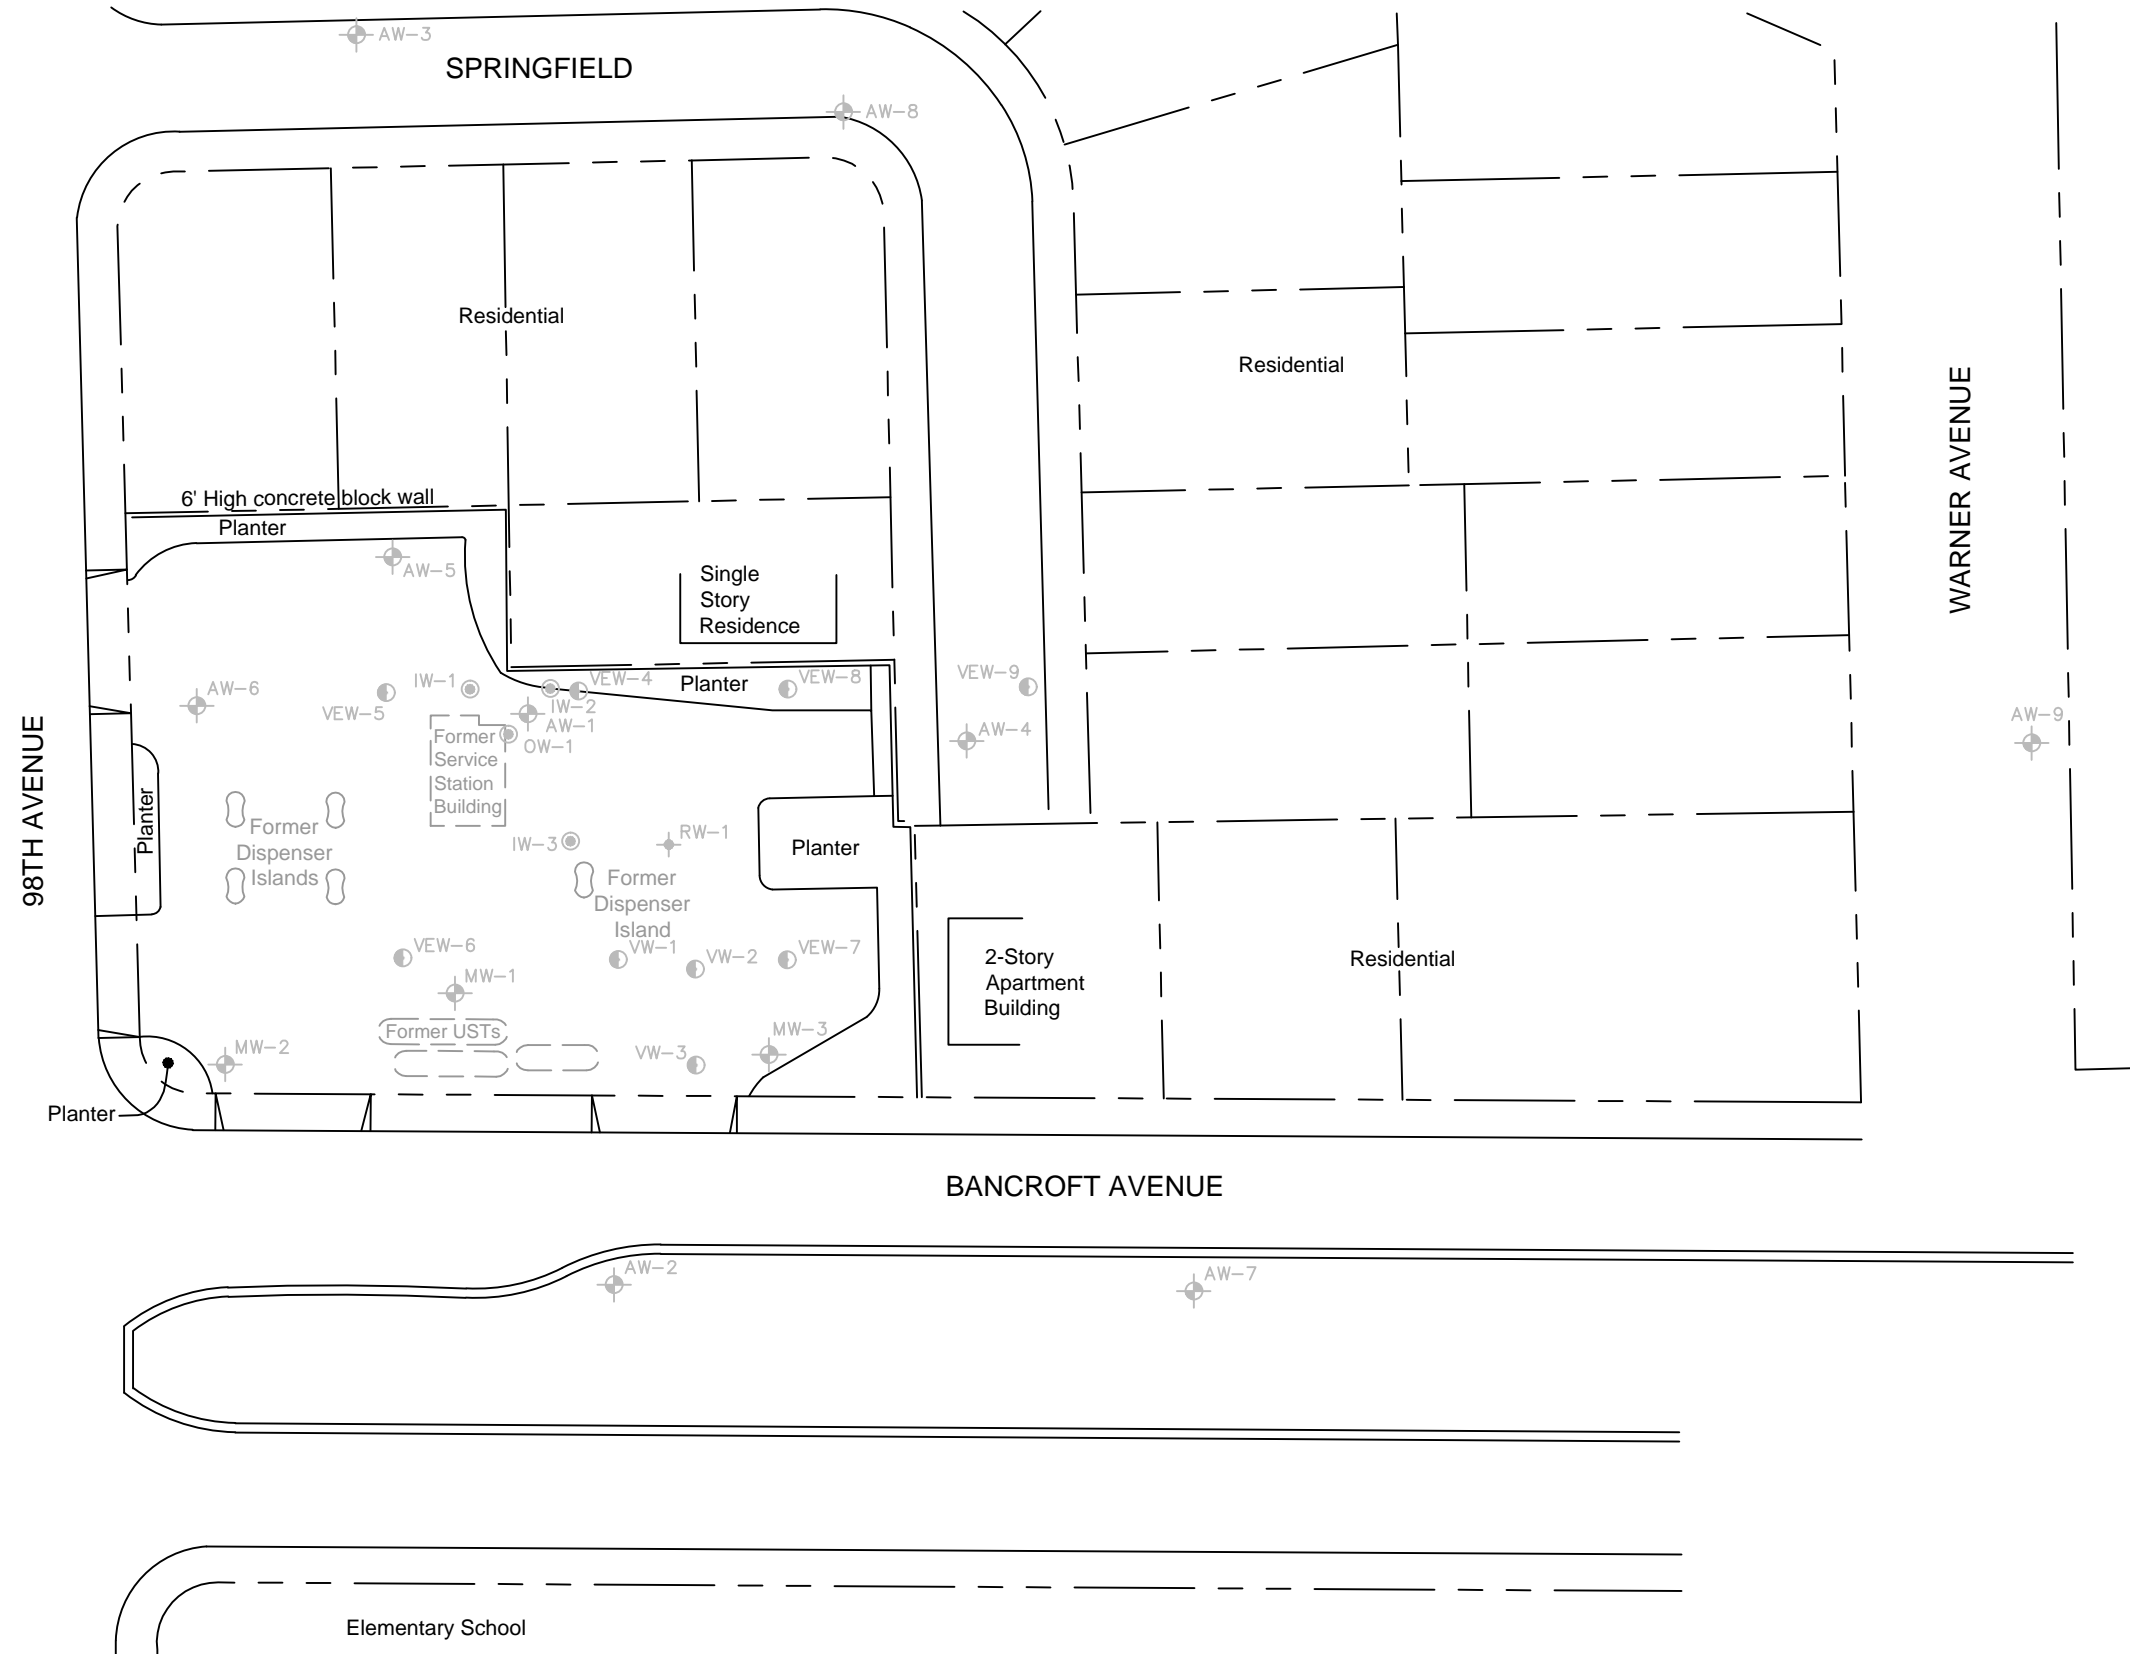 AW-3
SPRINGFIELD
AW-8
Residential
Residential
WARNER AVENUE
6' High concrete block wall
Planter
AW-5
Single
Story
Residence
VEW-9
AW-6
IW-1
VEW-4
Planter
VEW-8
VEW-5
IW-2
AW-1
OW-1
AW-4
AW-9
98TH AVENUE
Former
Service
Station
Building
Planter
Former
Dispenser
Islands
IW-3
RW-1
Planter
Former
Dispenser
Island
VEW-6
VW-1
VW-2
VEW-7
2-Story
Apartment
Building
Residential
MW-1
Former USTs
MW-2
VW-3
MW-3
Planter
BANCROFT AVENUE
AW-2
AW-7
Elementary School